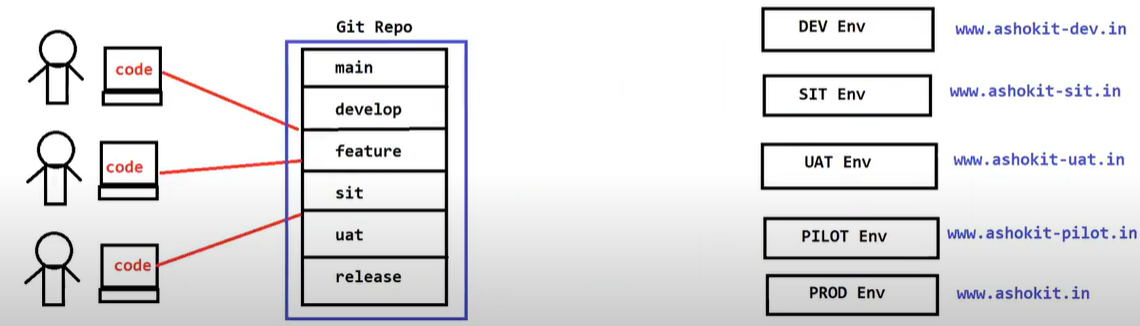 Git Repo
code
code
code
main
develop
feature
sit
uat
release
DEV Env
www.ashokit-dev.in
SIT Env
www.ashokit-sit.in
UAT Env
www.ashokit-uat.in
PILOT Env
www.ashokit-pilot.in
PROD Env
www.ashokit.in